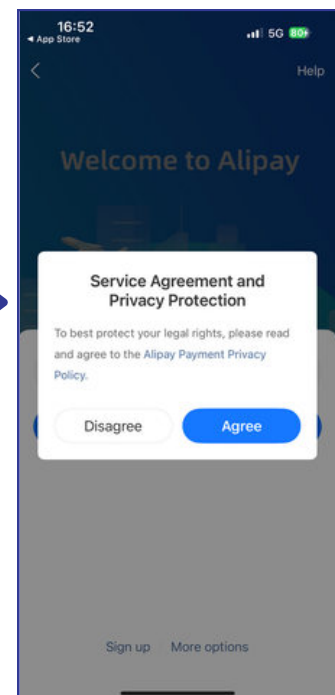 16:52
◄ App Store
5G 80
Help
Welcome to Alipay
Service Agreement and
Privacy Protection
To best protect your legal rights, please read
and agree to the Alipay Payment Privacy
Policy.
Disagree
Agree
Sign up
More options